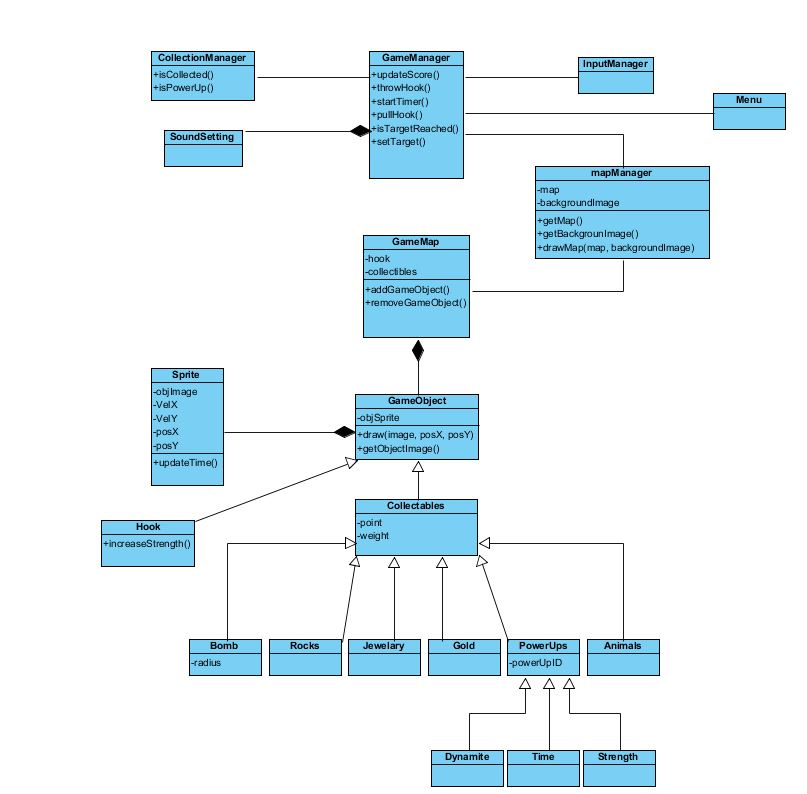 CollectionManager
+isCollected()
+isPowerUp()
GameManager
+updateScore()
+throwHook()
+startTimer()
+pullHook()
+isTargetReached()
+setTarget()
InputManager
Menu
SoundSetting
mapManager
-map
-backgroundImage
+getMap()
+getBackgrounImage()
+drawMap(map, backgroundImage)
GameMap
-hook
-collectibles
+addGameObject()
+removeGameObject()
Sprite
-objImage
-VelX
-VelY
-posX
-posY
+updateTime()
GameObject
-objSprite
+draw(image, posX, posY)
+getObjectImage()
Hook
+increaseStrength()
Collectables
-point
-weight
Bomb
-radius
Rocks
Jewelary
Gold
PowerUps
-powerUpID
Animals
Dynamite
Time
Strength